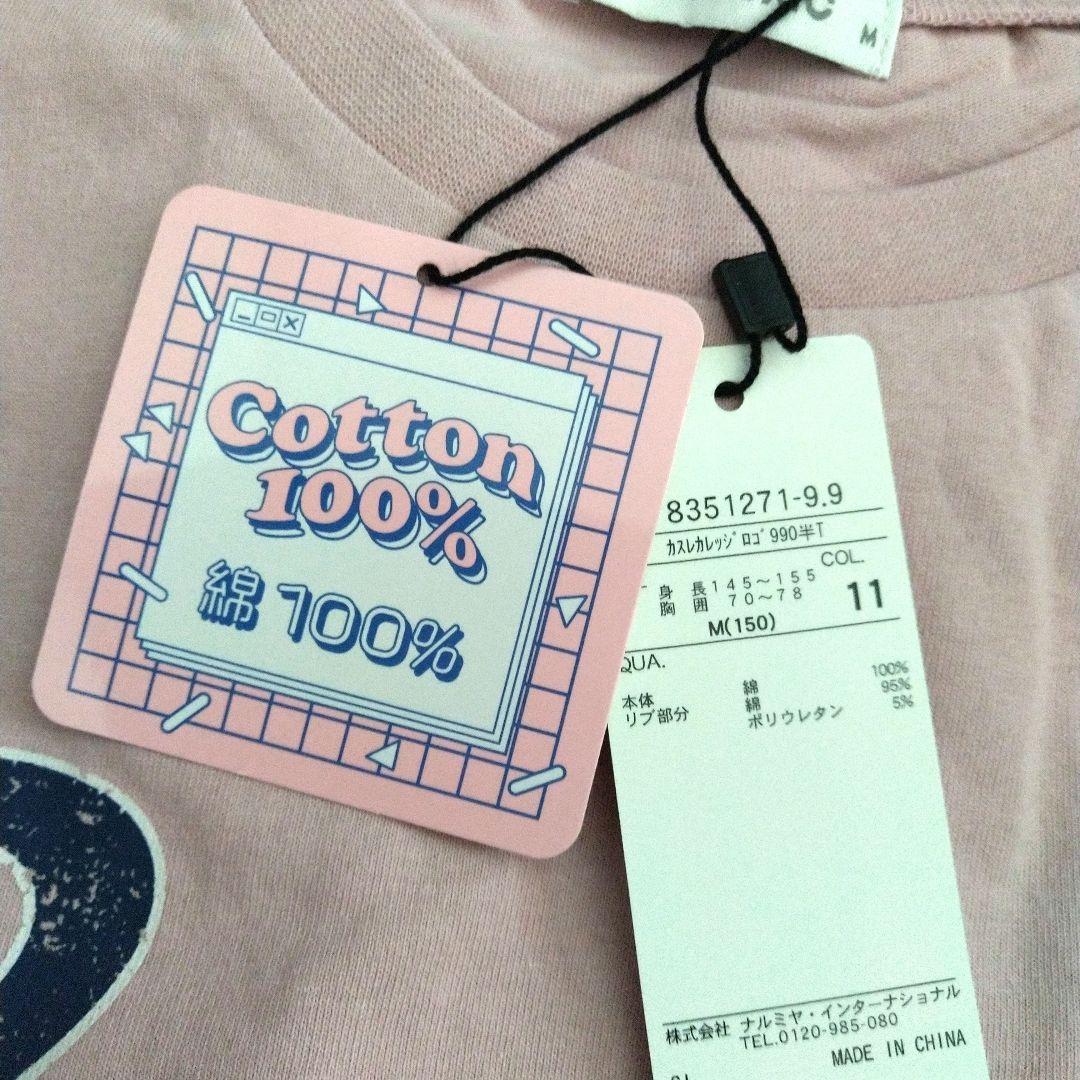 C
M
Cotton
100%
綿 100%
8351271-9.9
ｶｽﾚｶﾚｯｼﾞﾛｺﾞ990半T
COL.
身 長 145～155
胸 囲 70～78
11
M(150)
QUA.
100%
本体 綿 95%
リブ部分 綿 5%
ポリウレタン
株式会社 ナルミヤ・インターナショナル
TEL.0120-985-080
MADE IN CHINA